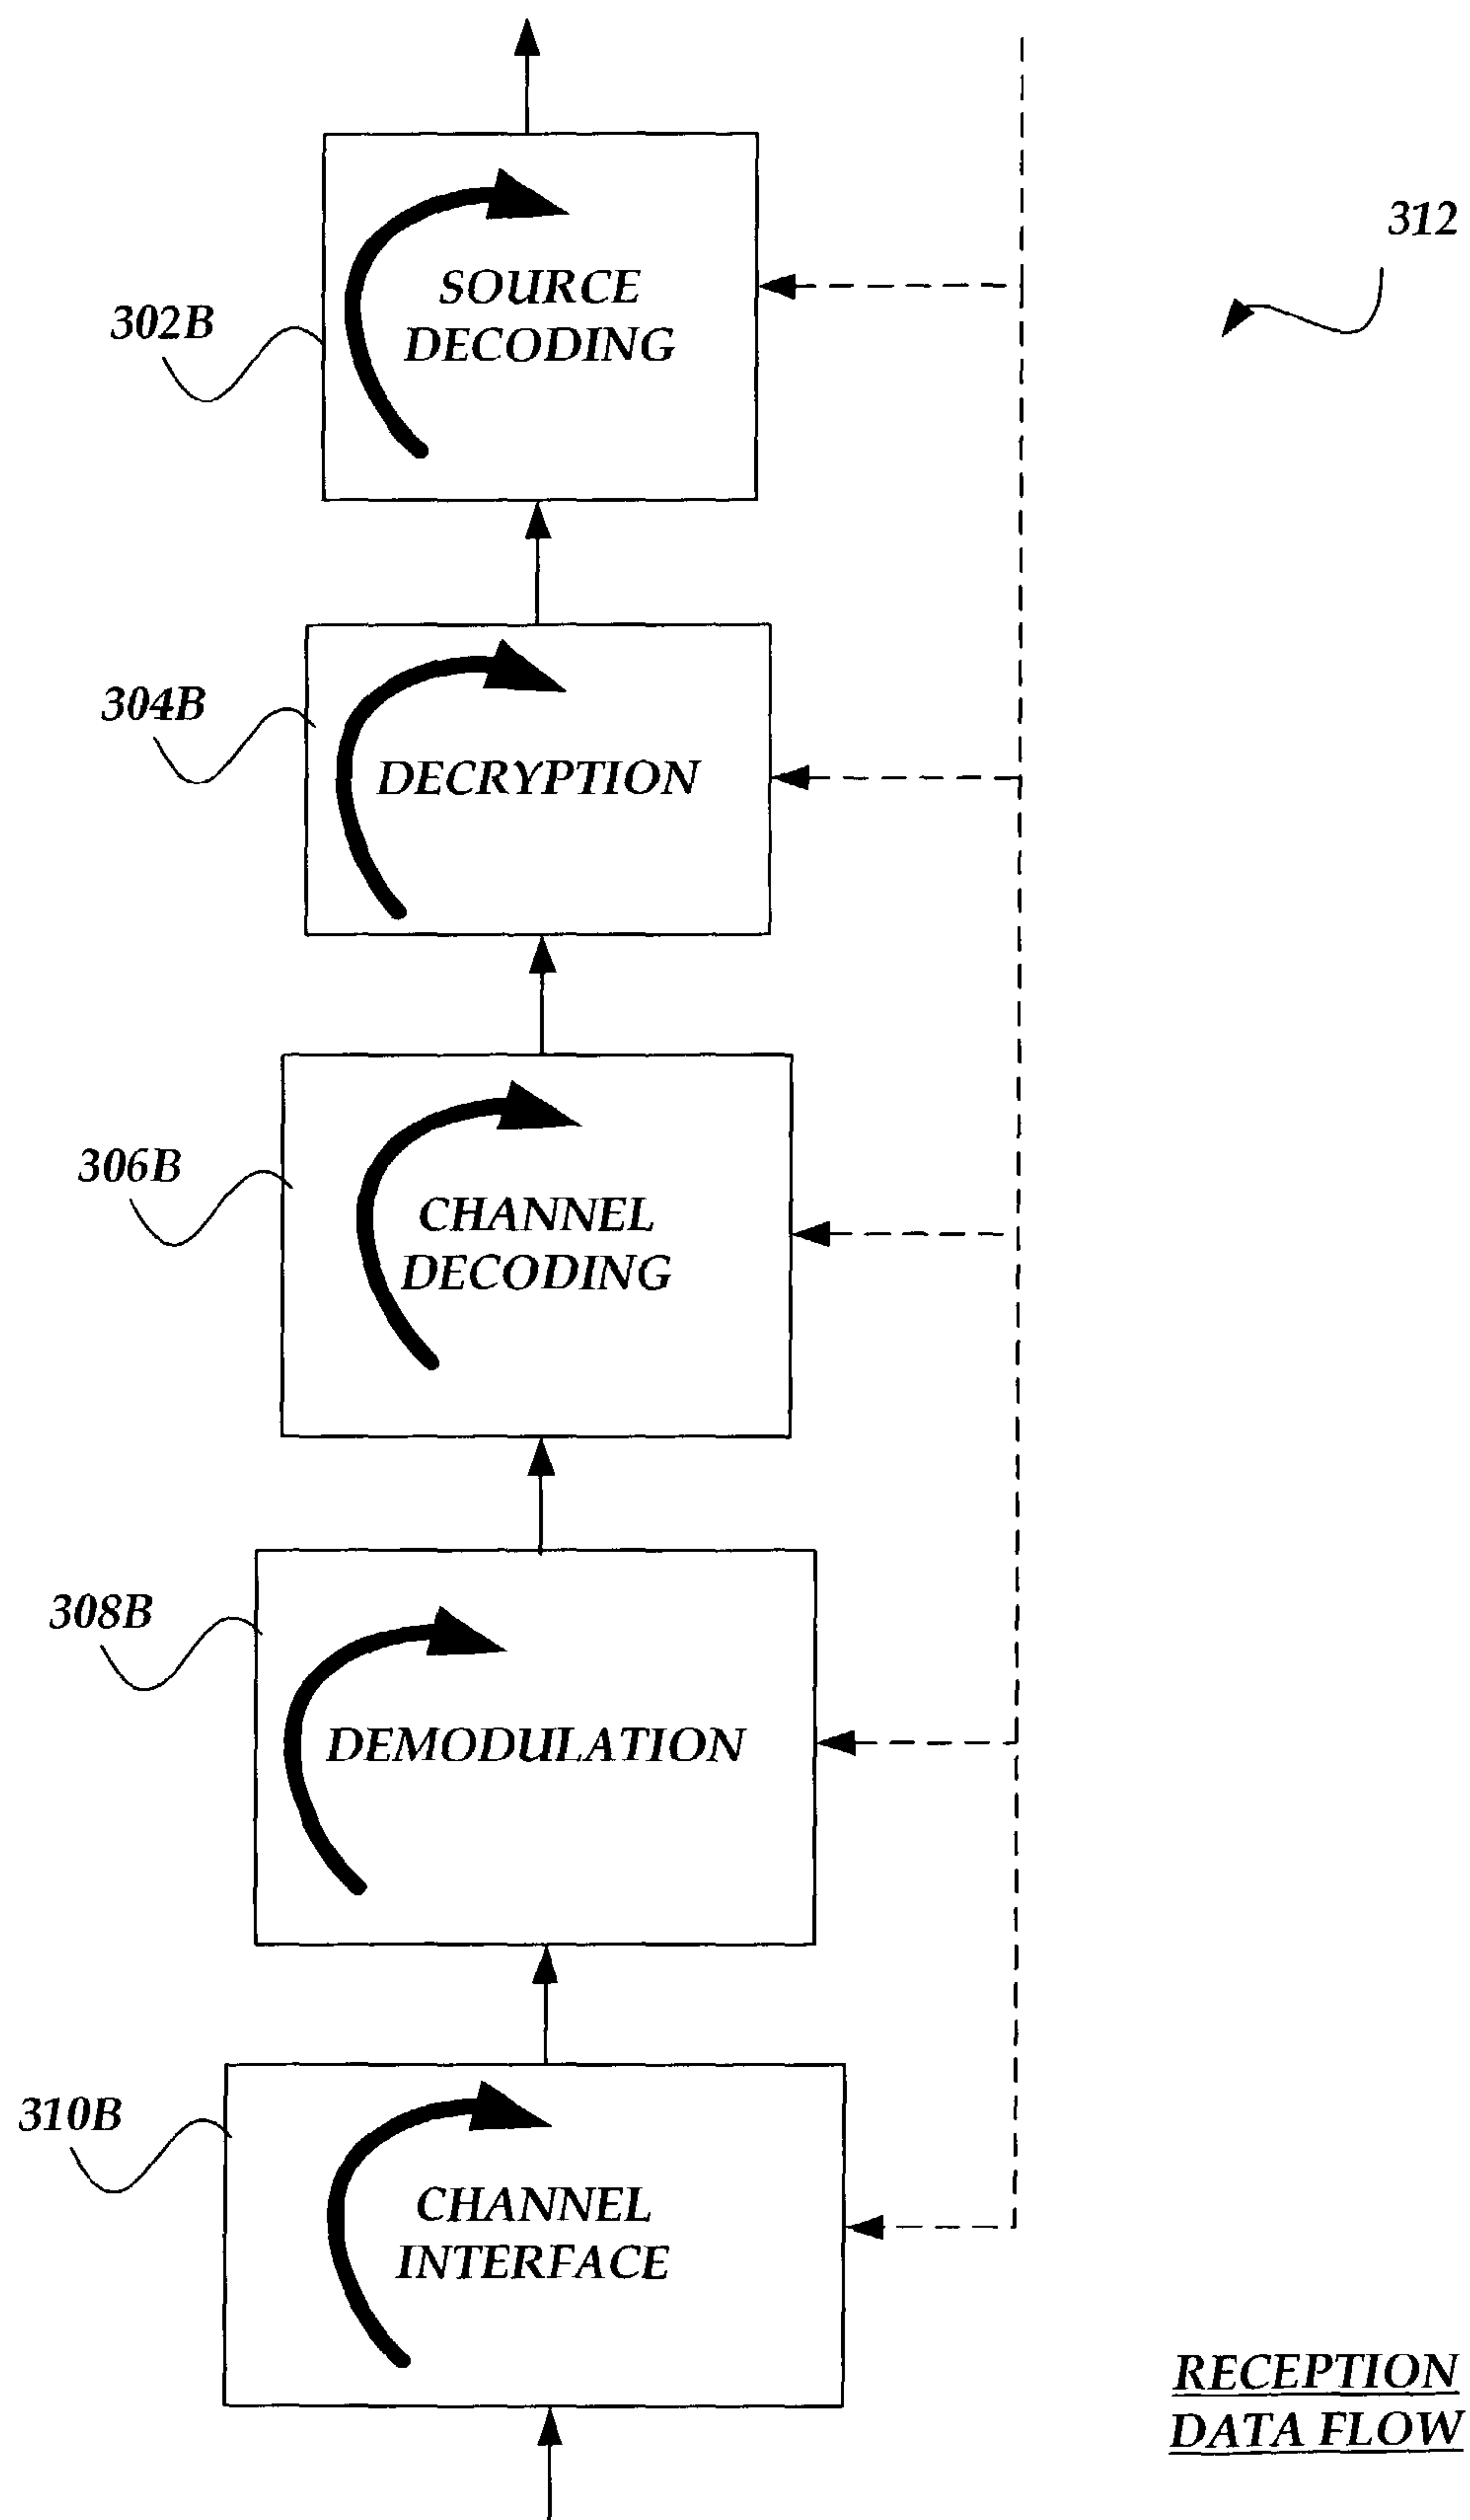 312
302B
SOURCE
DECODING
304B
DECRYPTION
306B
CHANNEL
DECODING
308B
DEMODULATION
310B
CHANNEL
INTERFACE
RECEPTION
DATA FLOW